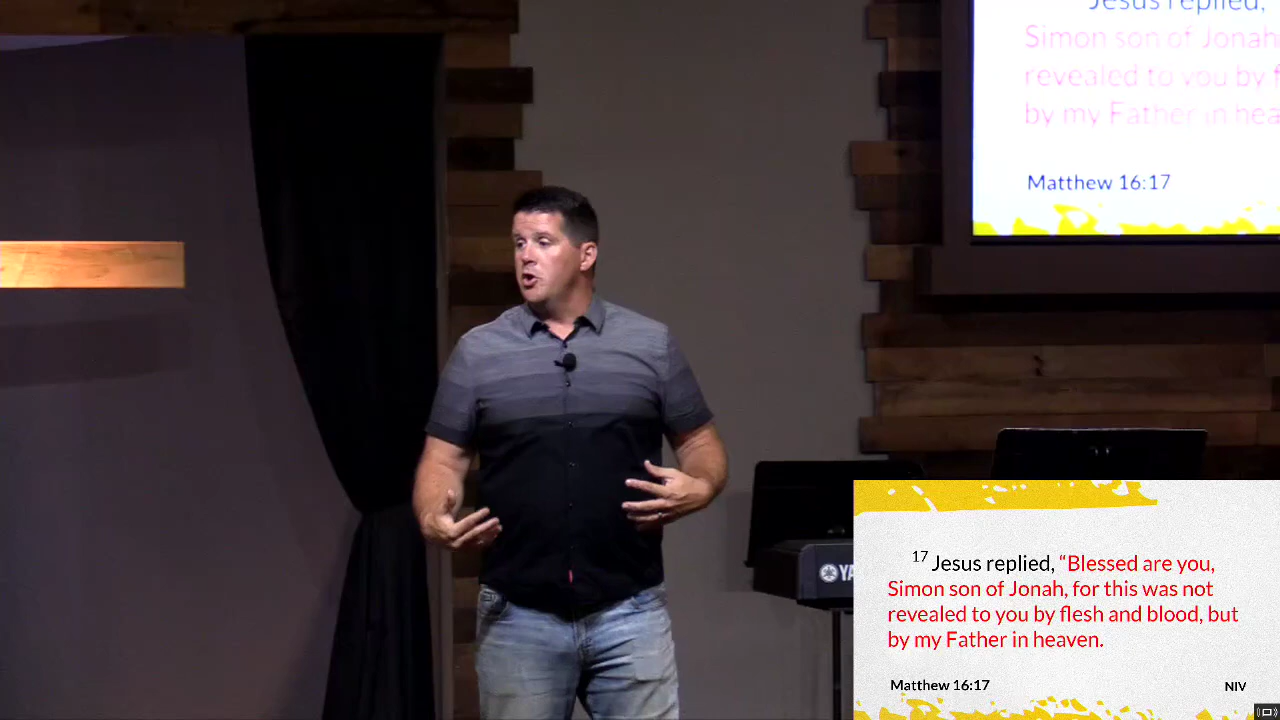 Jesus replied,
Simon son of Jonah
revealed to you by f
by my Father in hea
Matthew 16:17
YA
17 Jesus replied, “Blessed are you,
Simon son of Jonah, for this was not
revealed to you by flesh and blood, but
by my Father in heaven.
Matthew 16:17
NIV